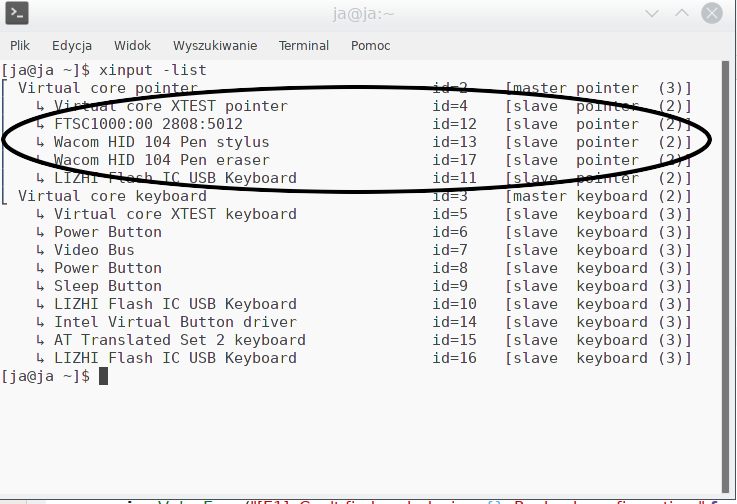 ja@ja:~
Plik Edycja Widok Wyszukiwanie Terminal Pomoc
[ja@ja ~]$ xinput -list
⎡ Virtual core pointer id=2 [master pointer (3)]
⎜ ↳ Virtual core XTEST pointer id=4 [slave pointer (2)]
⎜ ↳ FTSC1000:00 2808:5012 id=12 [slave pointer (2)]
⎜ ↳ Wacom HID 104 Pen stylus id=13 [slave pointer (2)]
⎜ ↳ Wacom HID 104 Pen eraser id=17 [slave pointer (2)]
⎜ ↳ LIZHI Flash IC USB Keyboard id=11 [slave pointer (2)]
⎣ Virtual core keyboard id=3 [master keyboard (2)]
↳ Virtual core XTEST keyboard id=5 [slave keyboard (3)]
↳ Power Button id=6 [slave keyboard (3)]
↳ Video Bus id=7 [slave keyboard (3)]
↳ Power Button id=8 [slave keyboard (3)]
↳ Sleep Button id=9 [slave keyboard (3)]
↳ LIZHI Flash IC USB Keyboard id=10 [slave keyboard (3)]
↳ Intel Virtual Button driver id=14 [slave keyboard (3)]
↳ AT Translated Set 2 keyboard id=15 [slave keyboard (3)]
↳ LIZHI Flash IC USB Keyboard id=16 [slave keyboard (3)]
[ja@ja ~]$